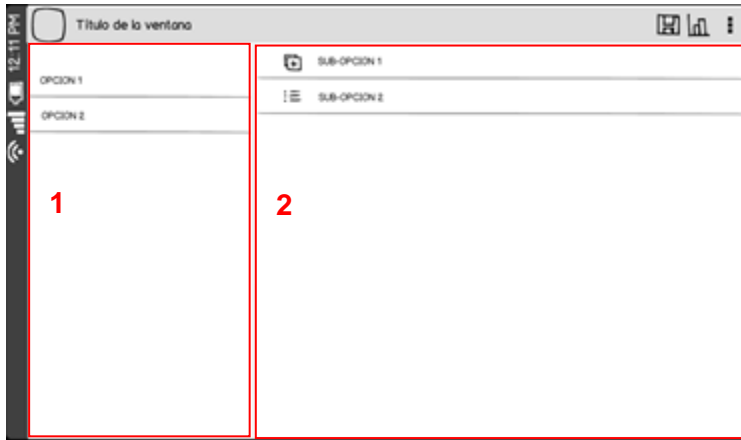 12:11 PM
Título de la ventana
OPCION 1
OPCION 2
1
SUB-OPCION 1
SUB-OPCION 2
2